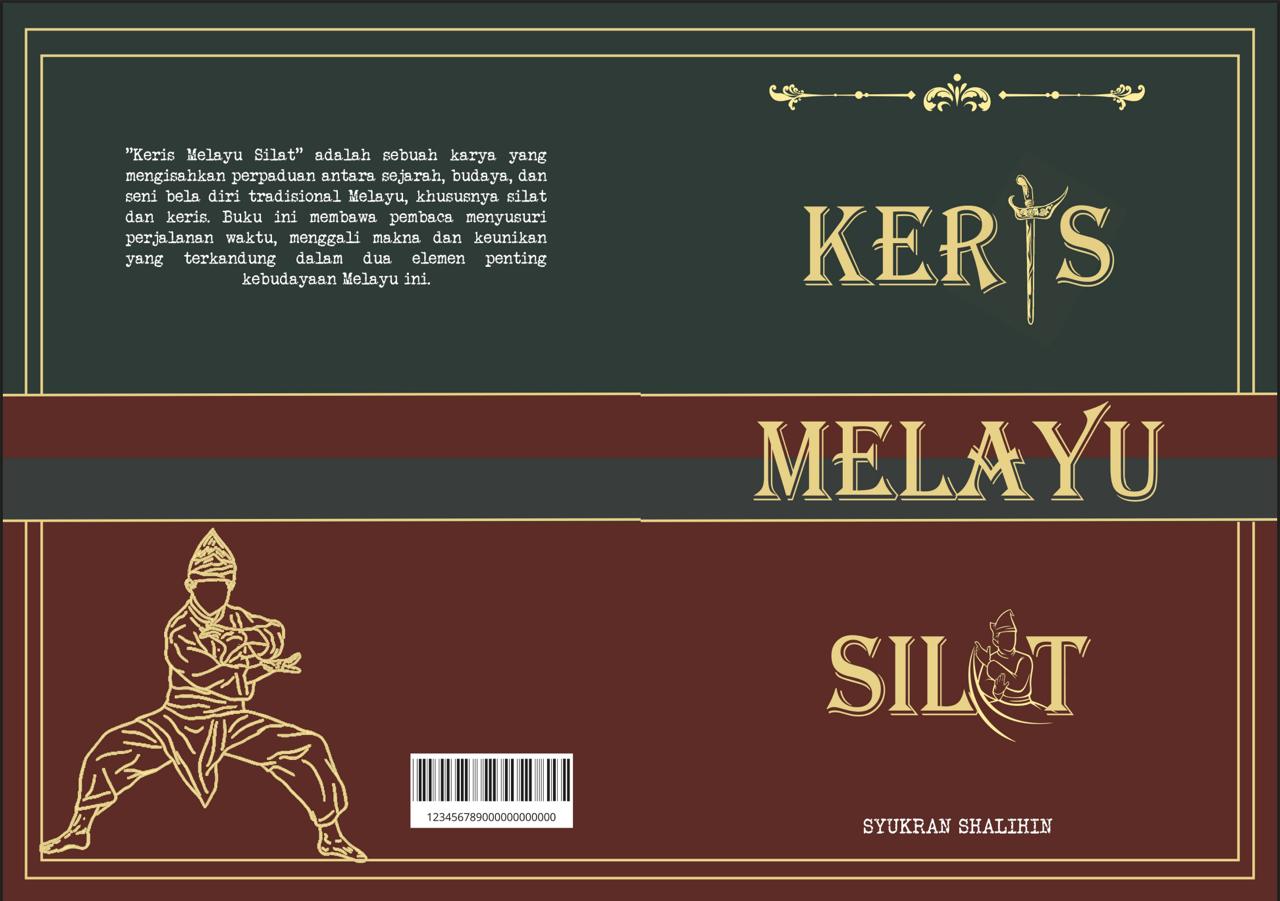 ”Keris Melayu Silat” adalah sebuah karya yang
mengisahkan perpaduan antara sejarah, budaya, dan
seni bela diri tradisional Melayu, khususnya silat
dan keris. Buku ini membawa pembaca menyusuri
perjalanan waktu, menggali makna dan keunikan
yang terkandung dalam dua elemen penting
kebudayaan Melayu ini.
123456789000000000000
KERIS
MELAYU
SILAT
SYUKRAN SHALIHIN